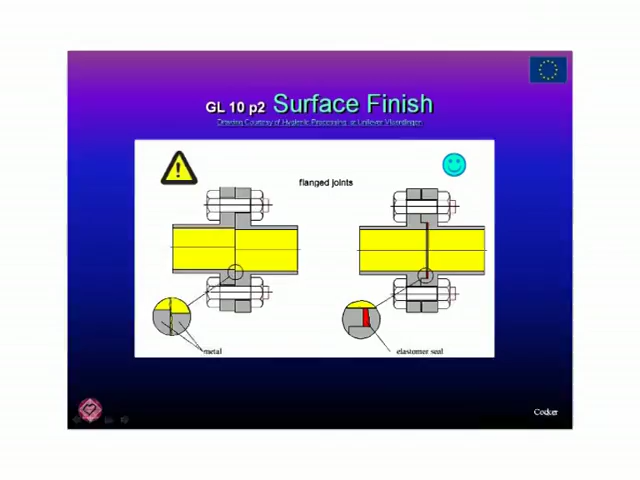 GL 10 p2 Surface Finish
Drawing Courtesy of Hygienic Processing, at Unilever Vlaardingen
flanged joints
metal
elastomer seal
Cocker